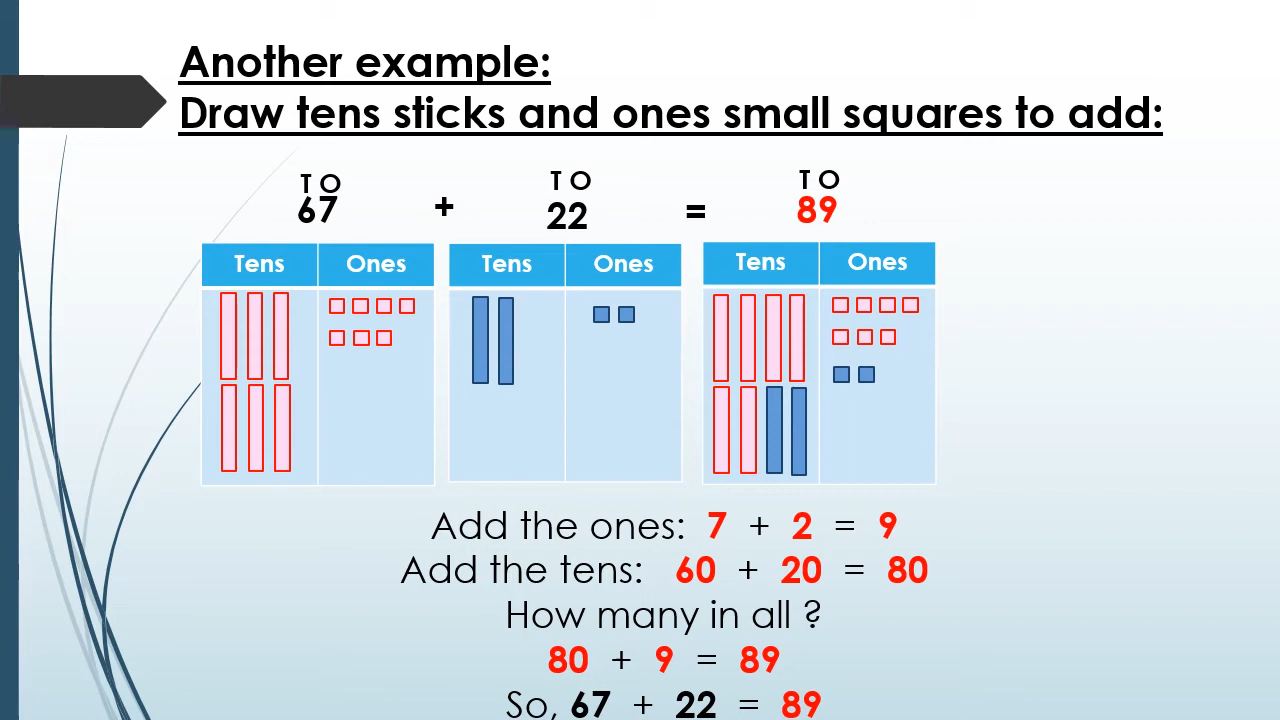 Another example:
Draw tens sticks and ones small squares to add:
T O T O T O
67 + 22 = 89
Tens Ones Tens Ones Tens Ones
Add the ones: 7 + 2 = 9
Add the tens: 60 + 20 = 80
How many in all ?
80 + 9 = 89
So, 67 + 22 = 89